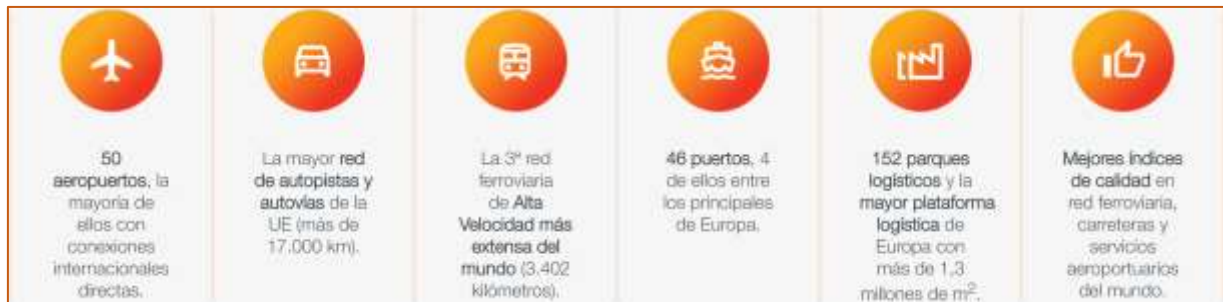 50
aeropuertos, la
mayoría de
ellos con
conexiones
internacionales
directas.
La mayor red
de autopistas y
autovías de la
UE (más de
17.000 km).
La 3ª red
ferroviaria
de Alta
Velocidad más
extensa del
mundo (3.402
kilómetros).
46 puertos, 4
de ellos entre
los principales
de Europa.
152 parques
logísticos y la
mayor plataforma
logística de
Europa con
más de 1,3
millones de m².
Mejores índices
de calidad en
red ferroviaria,
carreteras y
servicios
aeroportuarios
del mundo.